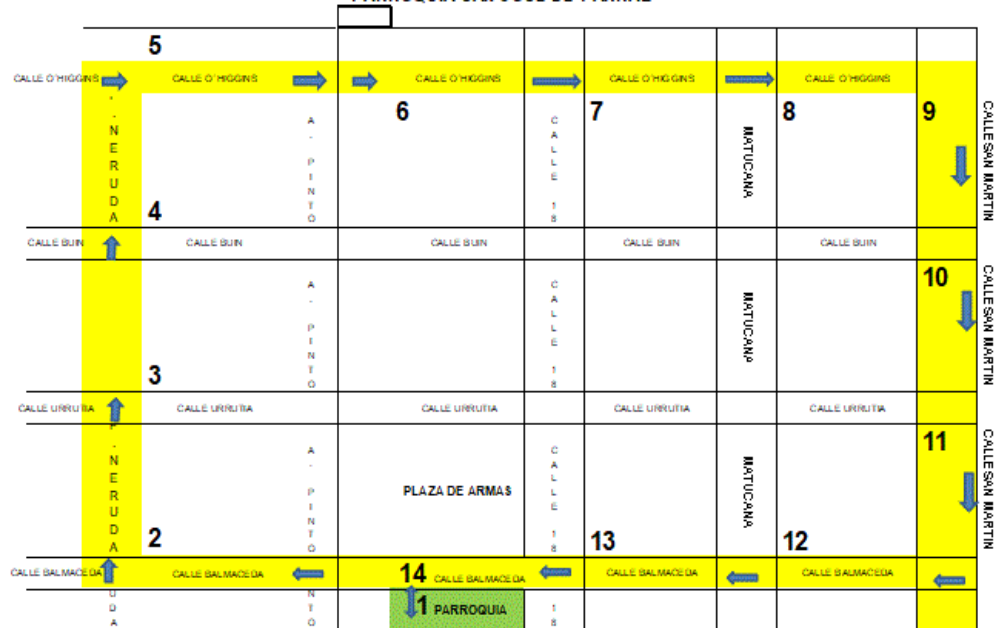 5
CALLE O'HIGGINS CALLE O'HIGGINS CALLE O'HIGGINS CALLE O'HIGGINS CALLE O'HIGGINS
6 7 8 9
NERUDA
A. PINTO
CALLE 18
MATUCANA
CALLE SAN MARTIN
4
CALLE BUIN CALLE BUIN CALLE BUIN CALLE BUIN CALLE BUIN
10
A. PINTO
CALLE 18
MATUCANA
CALLE SAN MARTIN
3
CALLE URRUTIA CALLE URRUTIA CALLE URRUTIA CALLE URRUTIA CALLE URRUTIA
11
P. NERUDA
A. PINTO
PLAZA DE ARMAS
CALLE 18
MATUCANA
CALLE SAN MARTIN
2 13 12
CALLE BALMACEDA CALLE BALMACEDA 14 CALLE BALMACEDA CALLE BALMACEDA CALLE BALMACEDA
UDA
NTO
1 PARROQUIA
18